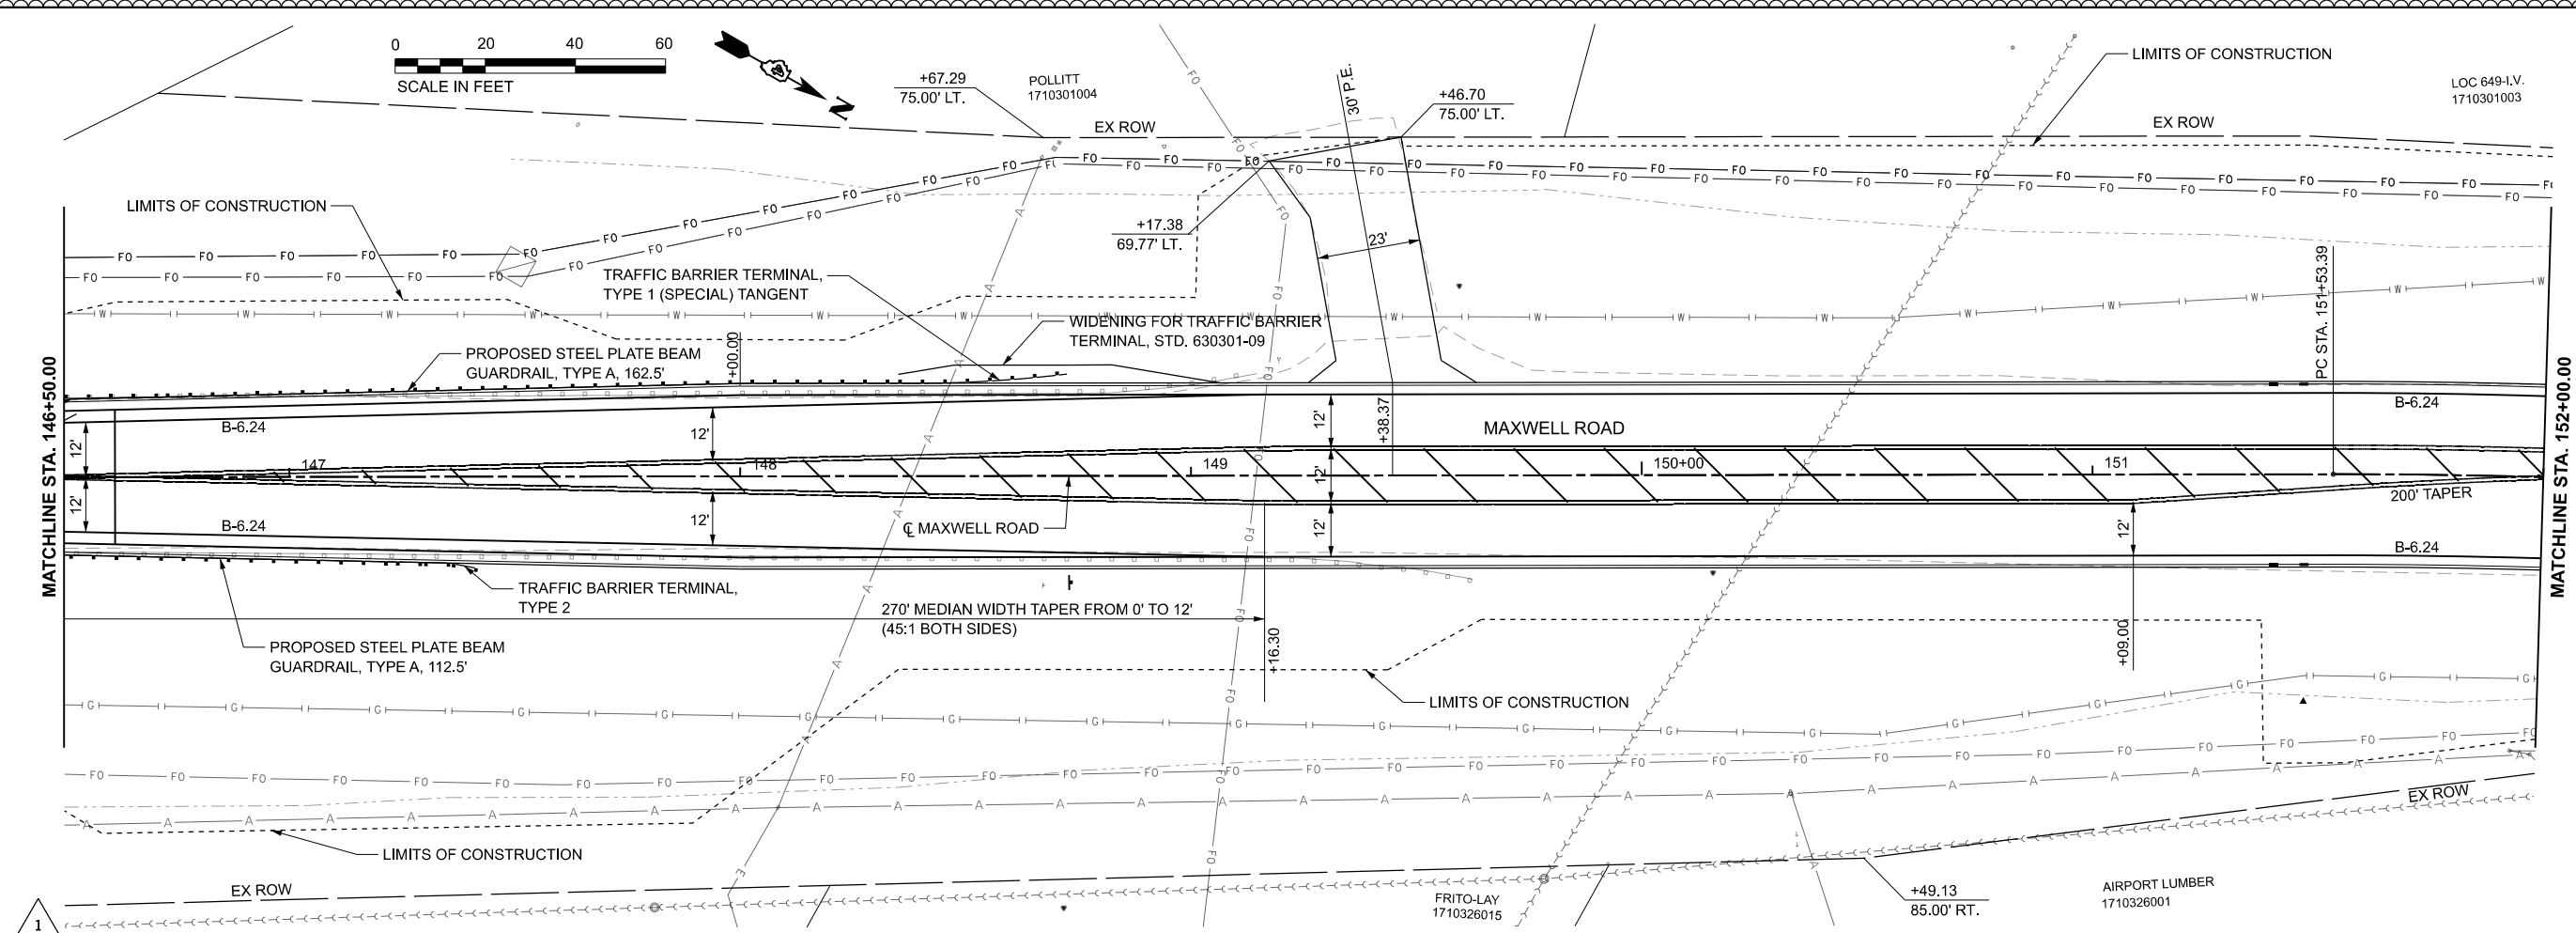 0 20 40 60
SCALE IN FEET
N
+67.29
75.00' LT.
POLLITT
1710301004
30' P.E.
+46.70
75.00' LT.
LIMITS OF CONSTRUCTION
LOC 649-I.V.
1710301003
EX ROW
EX ROW
LIMITS OF CONSTRUCTION
+17.38
69.77' LT.
23'
TRAFFIC BARRIER TERMINAL,
TYPE 1 (SPECIAL) TANGENT
WIDENING FOR TRAFFIC BARRIER
TERMINAL, STD. 630301-09
PROPOSED STEEL PLATE BEAM
GUARDRAIL, TYPE A, 162.5'
+00.00
PC STA. 151+53.39
MATCHLINE STA. 146+50.00
MATCHLINE STA. 152+00.00
B-6.24
12'
12'
12'
+38.37
MAXWELL ROAD
B-6.24
147
148
149
150+00
151
12'
200' TAPER
12'
12'
12'
12'
B-6.24
℄ MAXWELL ROAD
B-6.24
TRAFFIC BARRIER TERMINAL,
TYPE 2
270' MEDIAN WIDTH TAPER FROM 0' TO 12'
(45:1 BOTH SIDES)
+16.30
+09.00
PROPOSED STEEL PLATE BEAM
GUARDRAIL, TYPE A, 112.5'
LIMITS OF CONSTRUCTION
LIMITS OF CONSTRUCTION
EX ROW
EX ROW
FRITO-LAY
1710326015
+49.13
85.00' RT.
AIRPORT LUMBER
1710326001
1